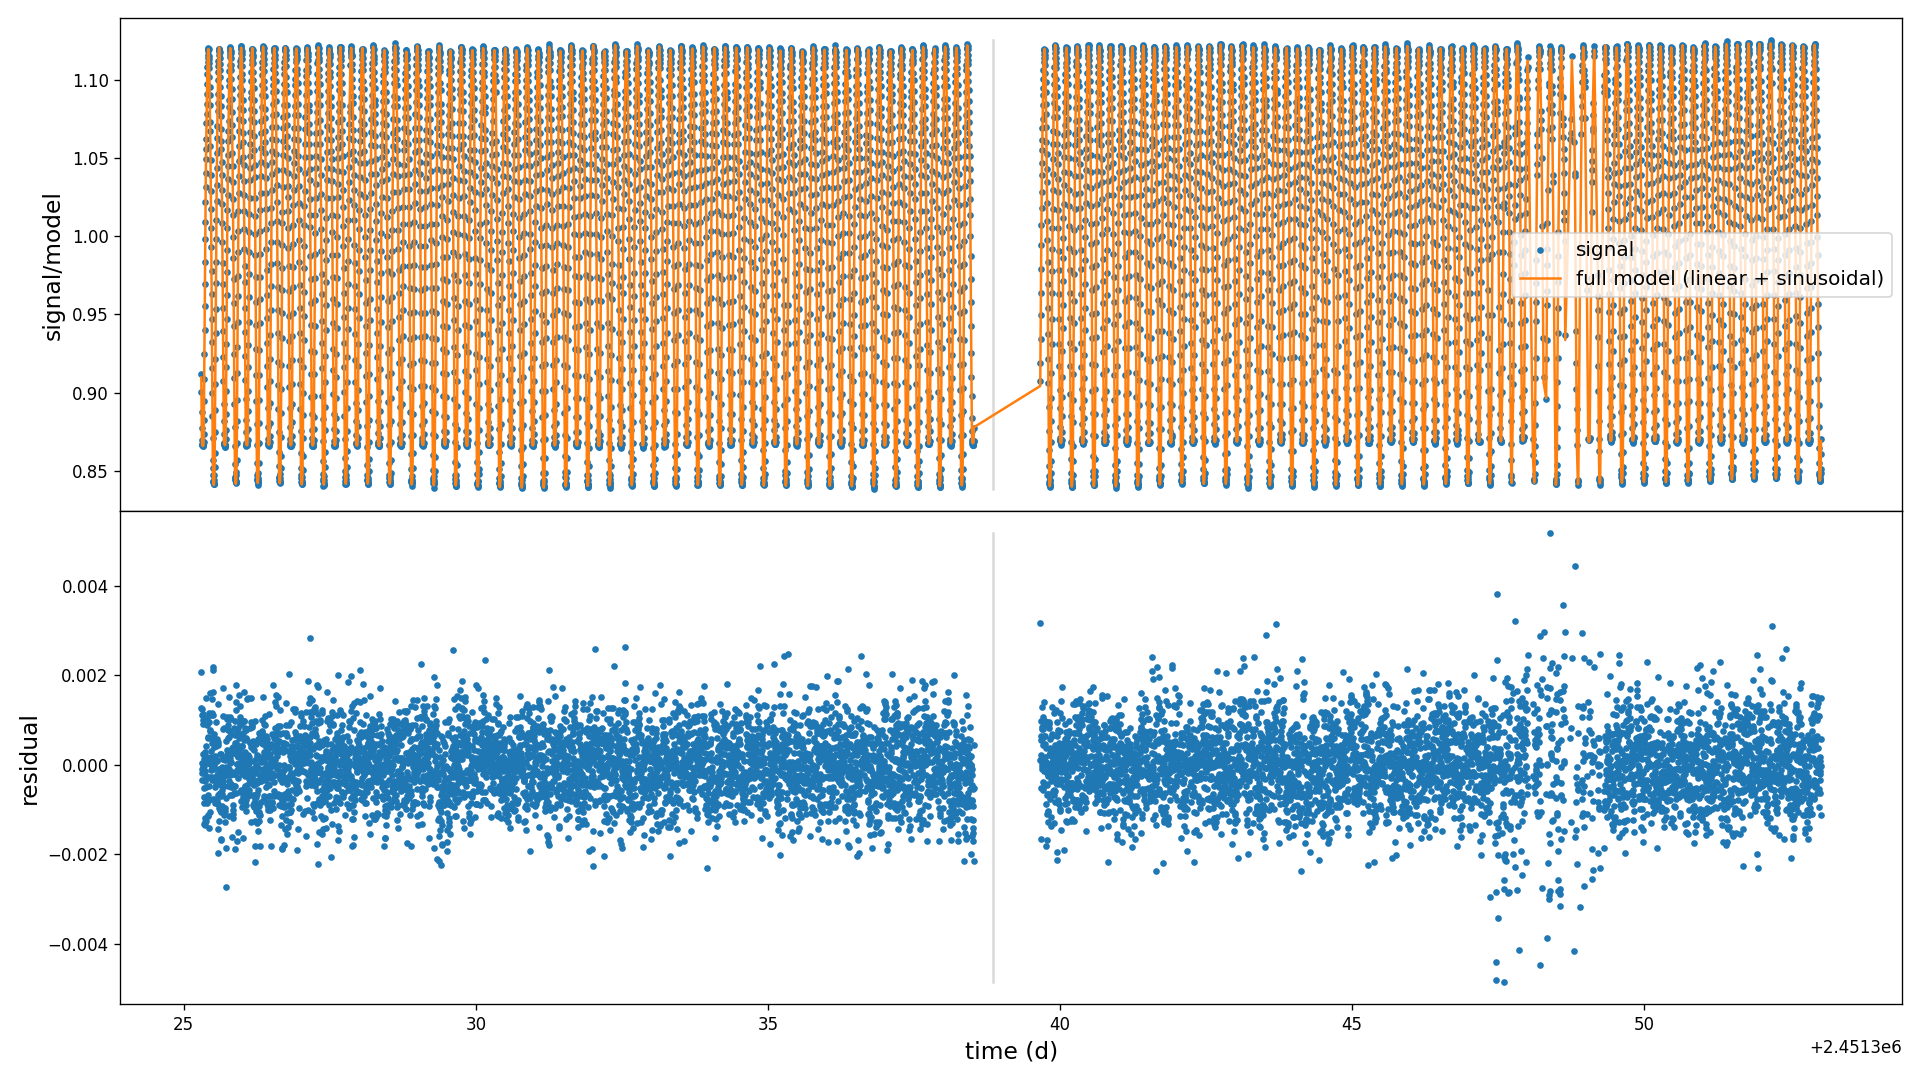 signal/model
1.10
1.05
1.00
0.95
0.90
0.85
signal
full model (linear + sinusoidal)
residual
0.004
0.002
0.000
−0.002
−0.004
25
30
35
40
45
50
time (d)
+2.4513e6